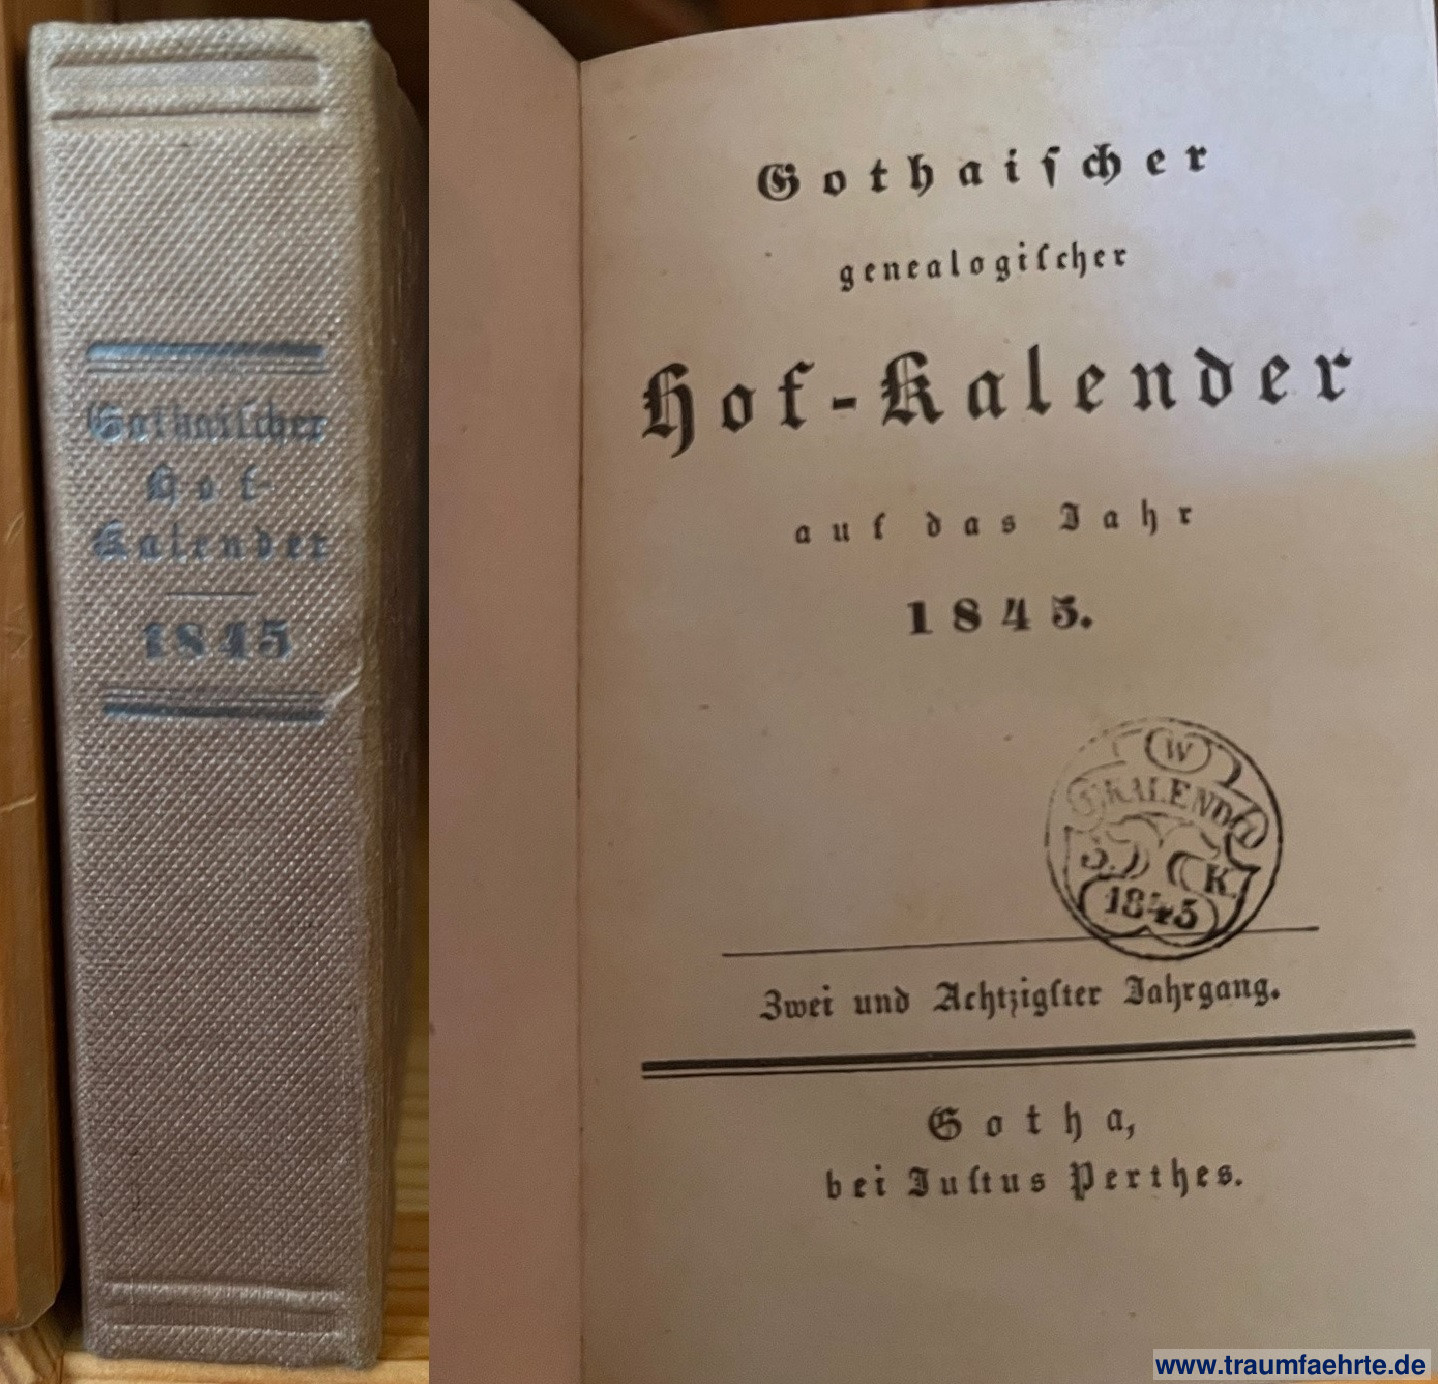 Gothaiſcher
Hof-
Kalender
1845
Gothaiſcher
genealogiſcher
Hof-Kalender
auf das Jahr
1845.
W
KALEND
K.
1845
Zwei und Achtzigſter Jahrgang.
Gotha,
bei Juſtus Perthes.
www.traumfaehrte.de